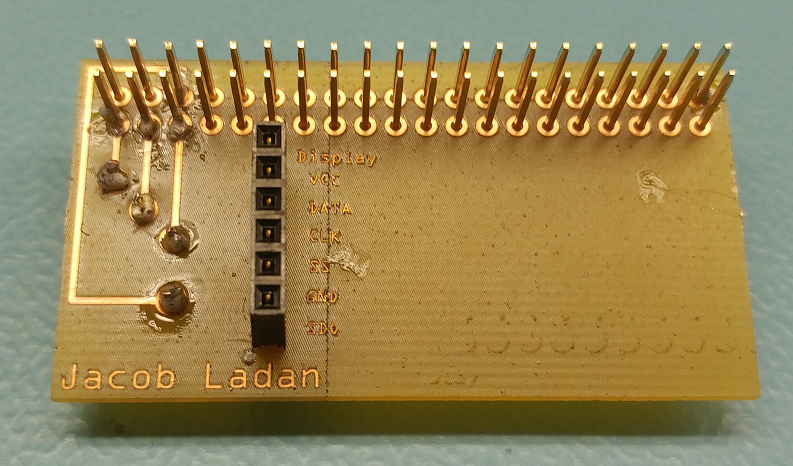 Display
VCC
DATA
CLK
SS
GND
SDO
Jacob Ladan